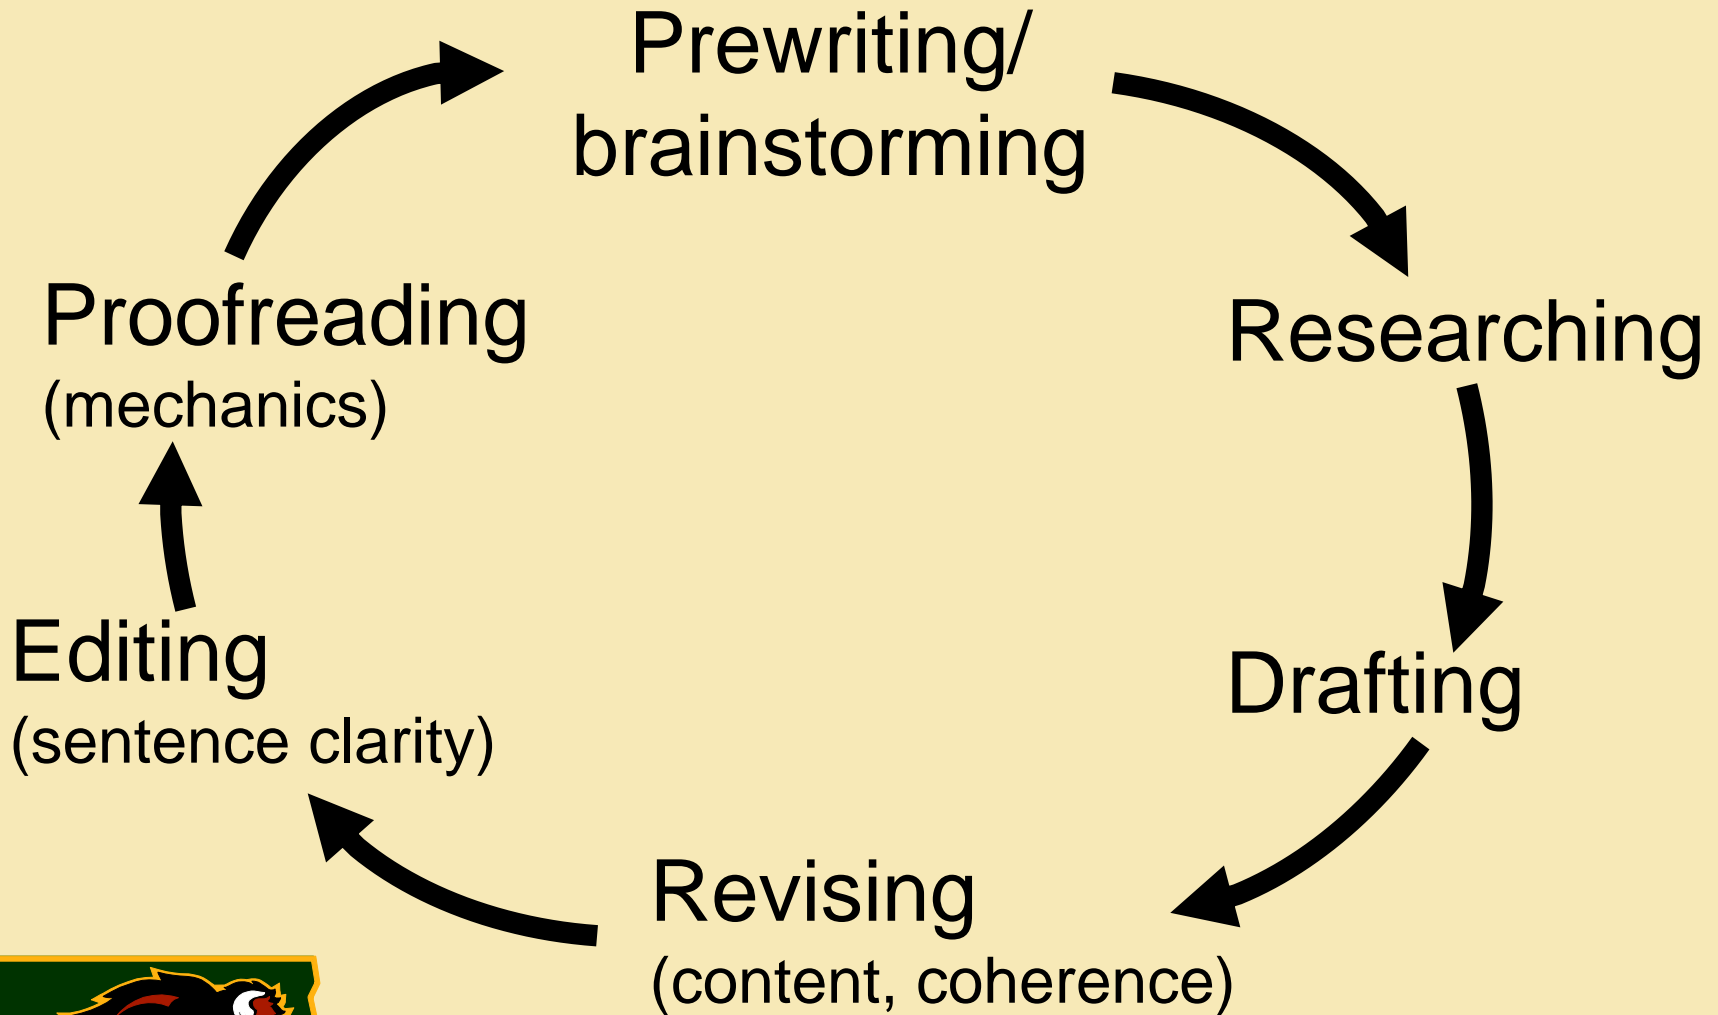 Prewriting/
brainstorming
Researching
Drafting
Revising
(content, coherence)
Editing
(sentence clarity)
Proofreading
(mechanics)